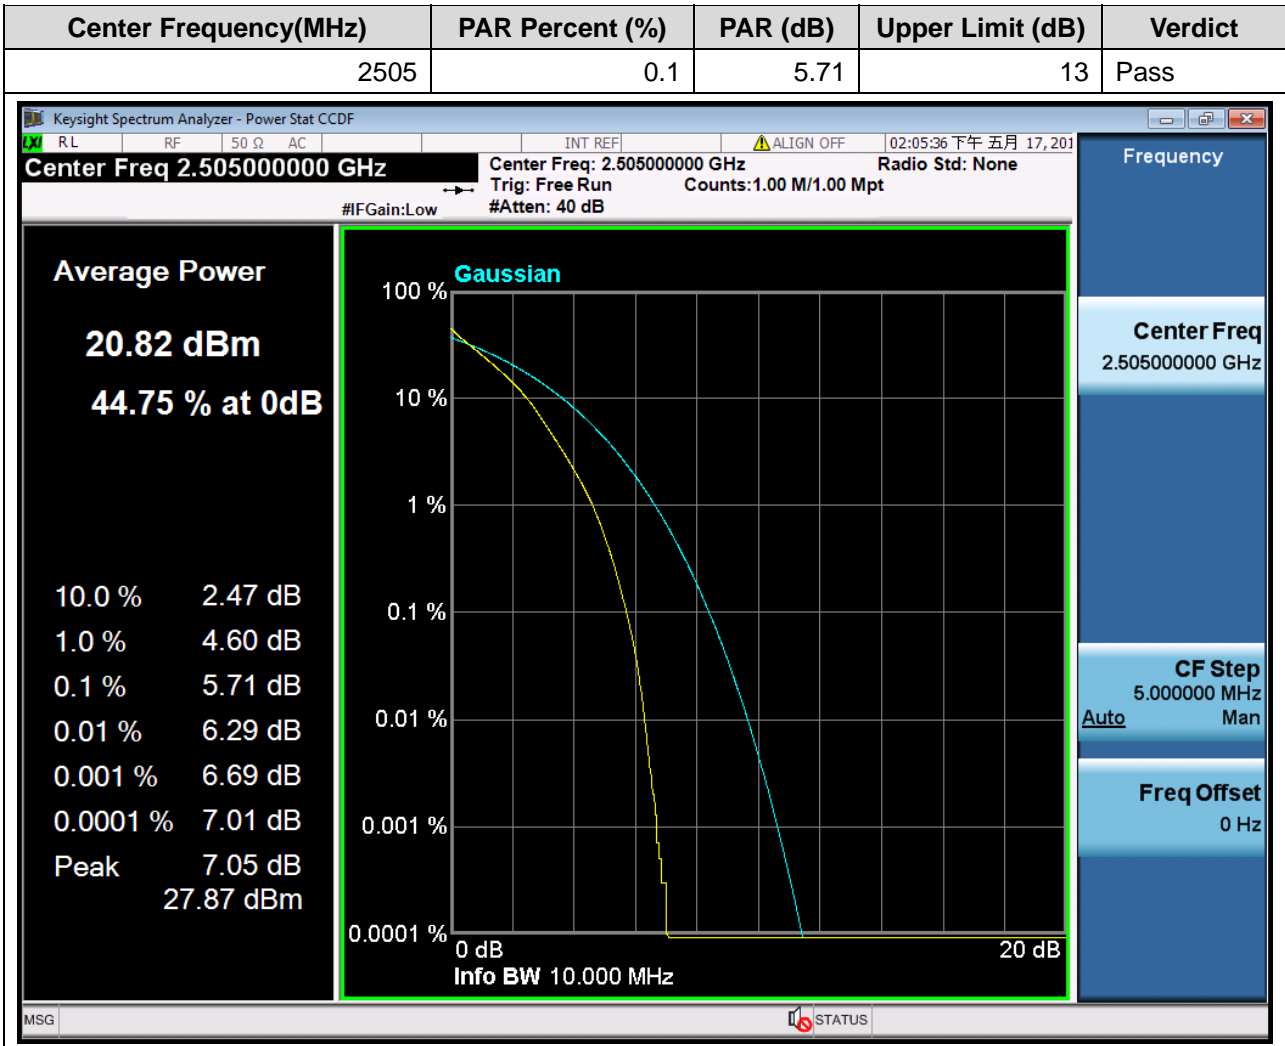 Center Frequency(MHz) PAR Percent (%) PAR (dB) Upper Limit (dB) Verdict
2505 0.1 5.71 13 Pass
Keysight Spectrum Analyzer - Power Stat CCDF
LXI RL RF 50 Ω AC INT REF ALIGN OFF 02:05:36 下午 五月 17, 201
Center Freq 2.505000000 GHz
Center Freq: 2.505000000 GHz Radio Std: None
Trig: Free Run Counts:1.00 M/1.00 Mpt
#IFGain:Low #Atten: 40 dB
Average Power
20.82 dBm
44.75 % at 0dB
10.0 % 2.47 dB
1.0 % 4.60 dB
0.1 % 5.71 dB
0.01 % 6.29 dB
0.001 % 6.69 dB
0.0001 % 7.01 dB
Peak 7.05 dB
27.87 dBm
Gaussian
100 %
10 %
1 %
0.1 %
0.01 %
0.001 %
0.0001 %
0 dB 20 dB
Info BW 10.000 MHz
Frequency
Center Freq
2.505000000 GHz
CF Step
5.000000 MHz
Auto Man
Freq Offset
0 Hz
MSG STATUS